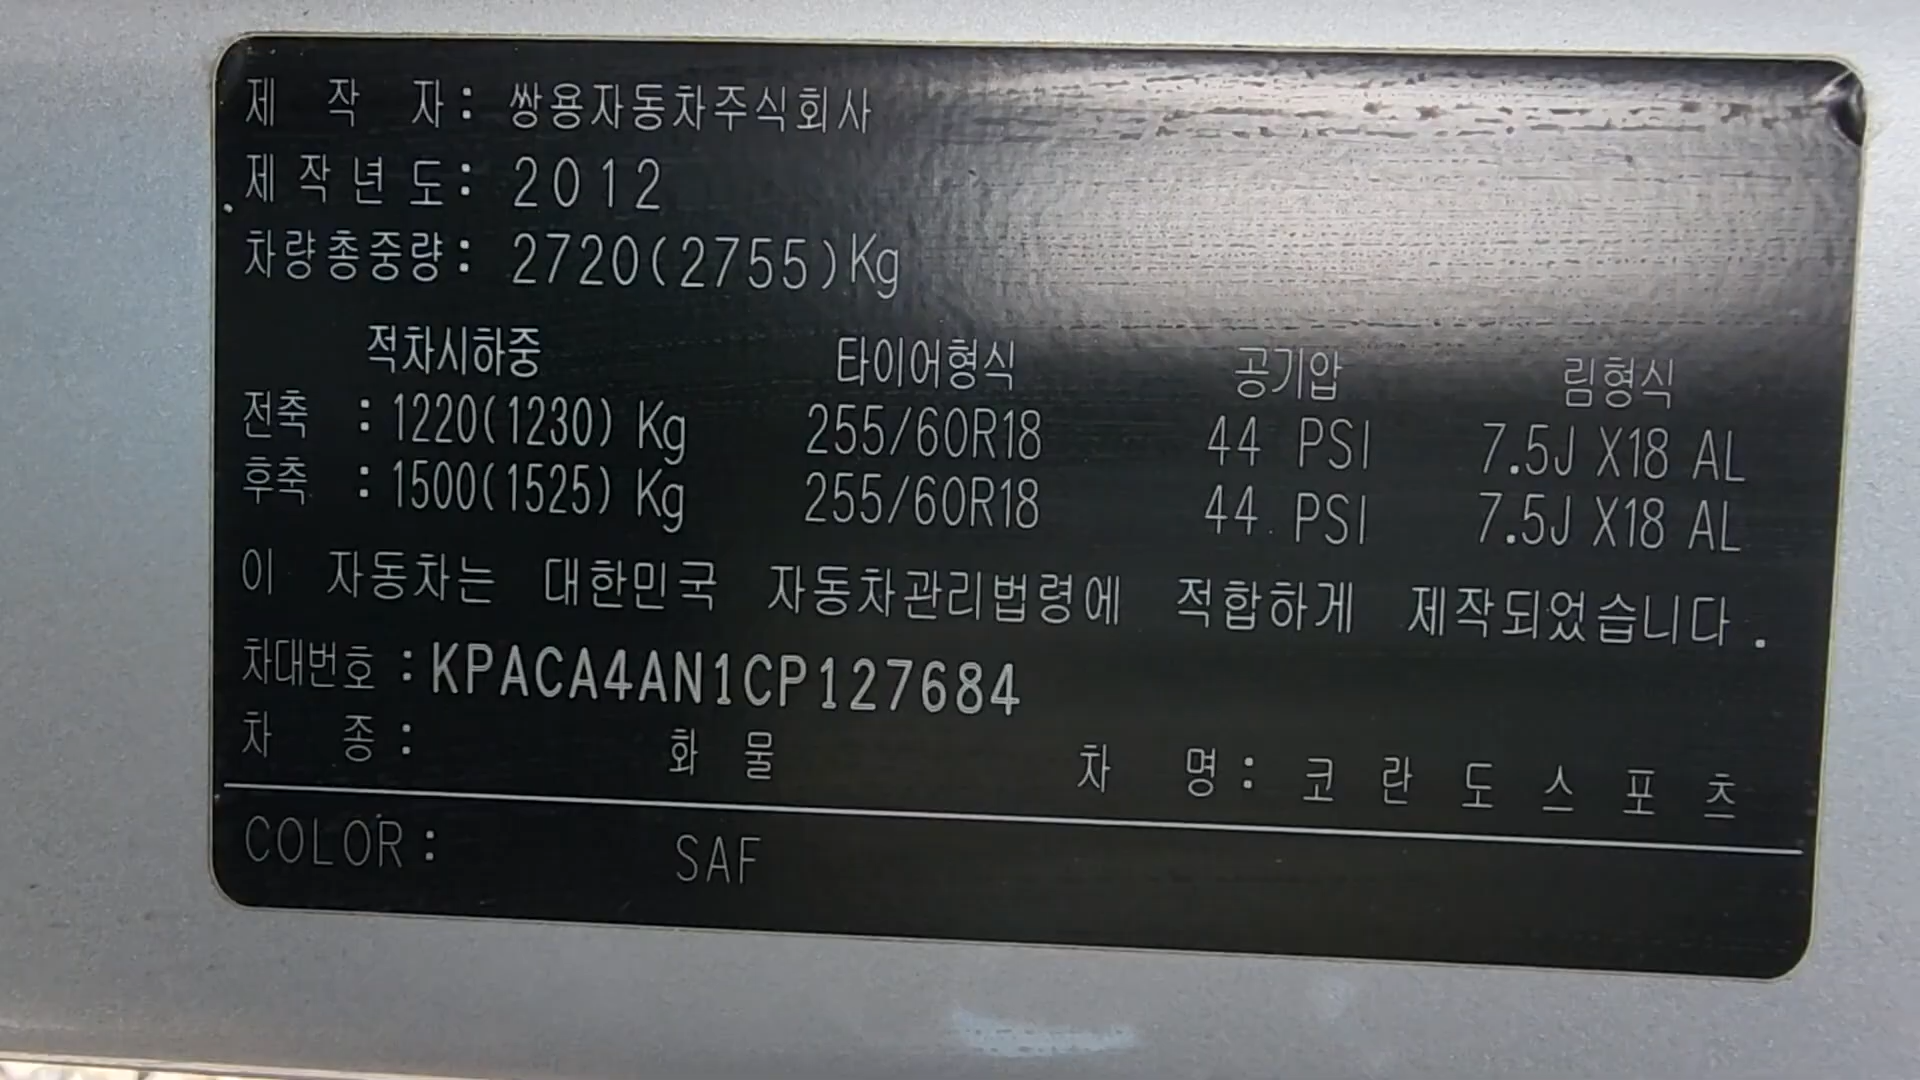 제 작 자: 쌍용자동차주식회사
제작년도: 2012
차량총중량: 2720(2755)Kg
적차시하중 타이어형식 공기압 림형식
전축 : 1220(1230) Kg 255/60R18 44 PSI 7.5J X18 AL
후축 : 1500(1525) Kg 255/60R18 44 PSI 7.5J X18 AL
이 자동차는 대한민국 자동차관리법령에 적합하게 제작되었습니다.
차대번호 : KPACA4AN1CP127684
차 종: 화 물 차 명: 코 란 도 스 포 츠
COLOR: SAF